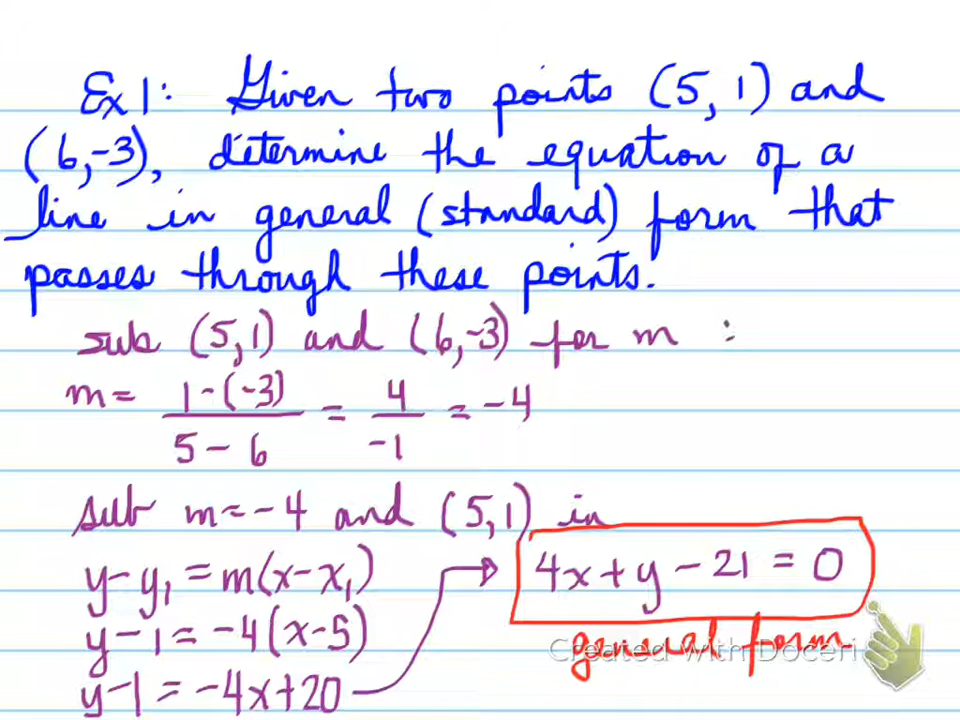 Ex 1: Given two points (5, 1) and
(6, -3), determine the equation of a
line in general (standard) form that
passes through these points.
sub (5, 1) and (6, -3) for m :
m = 1 - (-3) / 5 - 6 = 4 / -1 = -4
sub m = -4 and (5, 1) in
y - y₁ = m(x - x₁)
y - 1 = -4(x - 5)
y - 1 = -4x + 20 → 4x + y - 21 = 0
general form
Created with Doceri